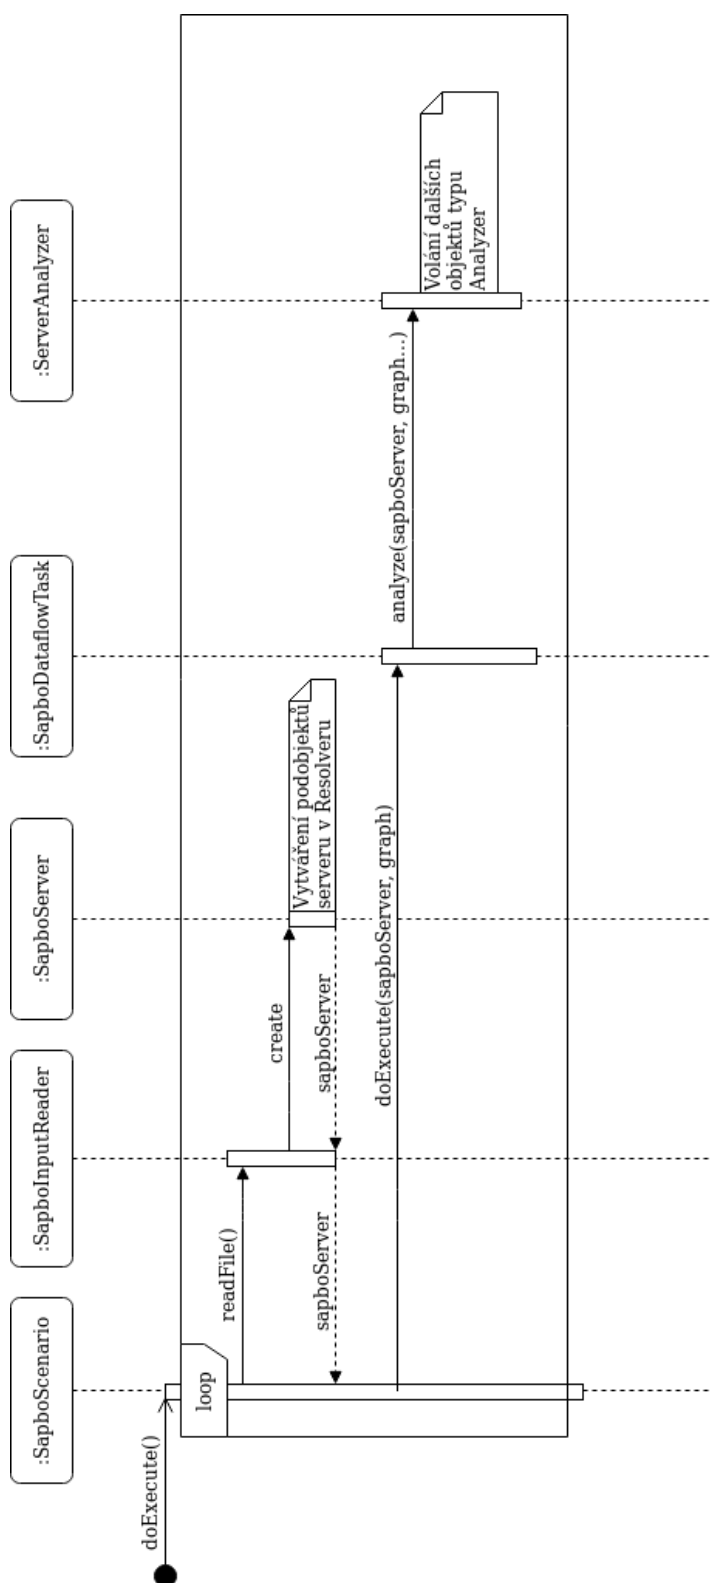 :SapboScenario
:SapboInputReader
:SapboServer
:SapboDataflowTask
:ServerAnalyzer
doExecute()
loop
readFile()
create
Vytváření podobjektů
serveru v Resolveru
sapboServer
sapboServer
doExecute(sapboServer, graph)
analyze(sapboServer, graph...)
Volání dalších
objektů typu
Analyzer